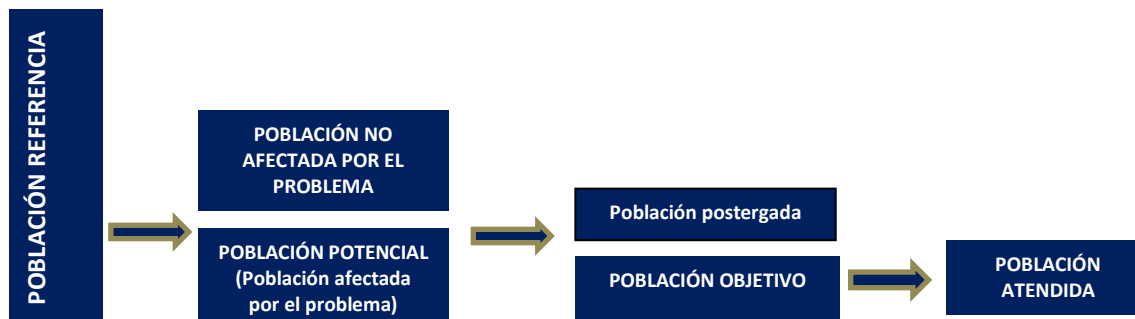 POBLACIÓN REFERENCIA
POBLACIÓN NO
AFECTADA POR EL
PROBLEMA
POBLACIÓN POTENCIAL
(Población afectada
por el problema)
Población postergada
POBLACIÓN OBJETIVO
POBLACIÓN
ATENDIDA